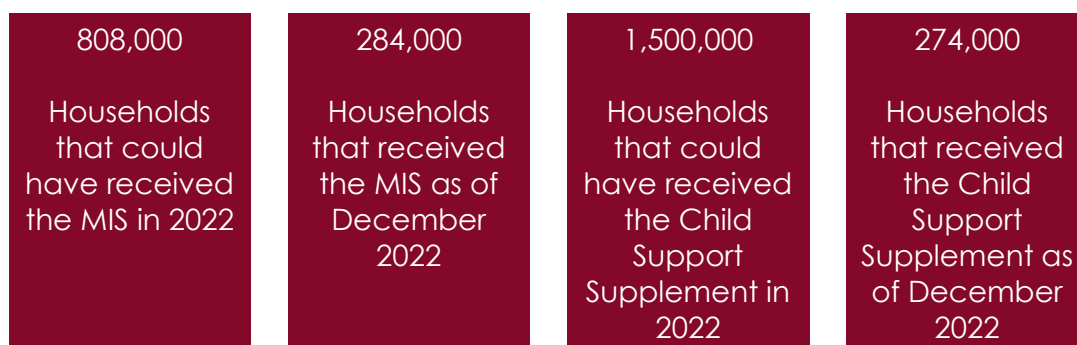 808,000
Households
that could
have received
the MIS in 2022
284,000
Households
that received
the MIS as of
December
2022
1,500,000
Households
that could
have received
the Child
Support
Supplement in
2022
274,000
Households
that received
the Child
Support
Supplement as
of December
2022